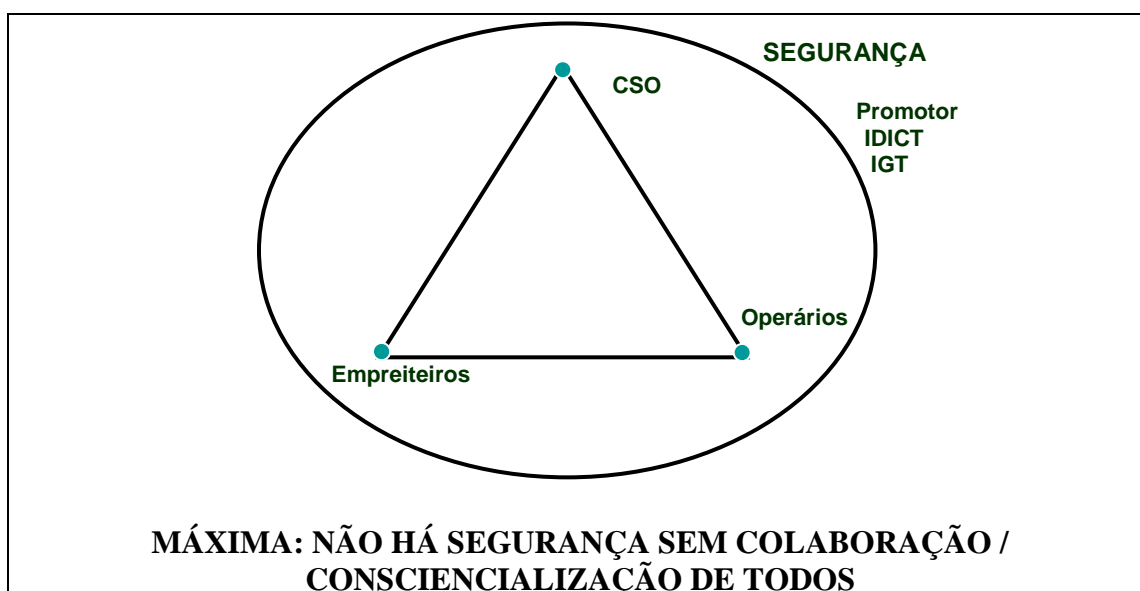 SEGURANÇA
CSO
Promotor
IDICT
IGT
Operários
Empreiteiros
MÁXIMA: NÃO HÁ SEGURANÇA SEM COLABORAÇÃO /
CONSCIENCIALIZAÇÃO DE TODOS